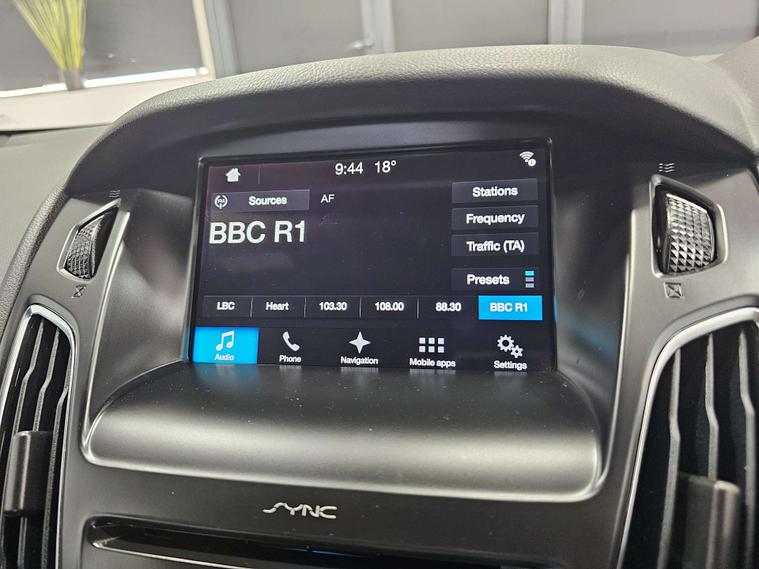 9:44 18°
Sources AF Stations
BBC R1
Frequency
Traffic (TA)
Presets
LBC Heart 103.30 108.00 88.30 BBC R1
Audio Phone Navigation Mobile apps Settings
SYNC